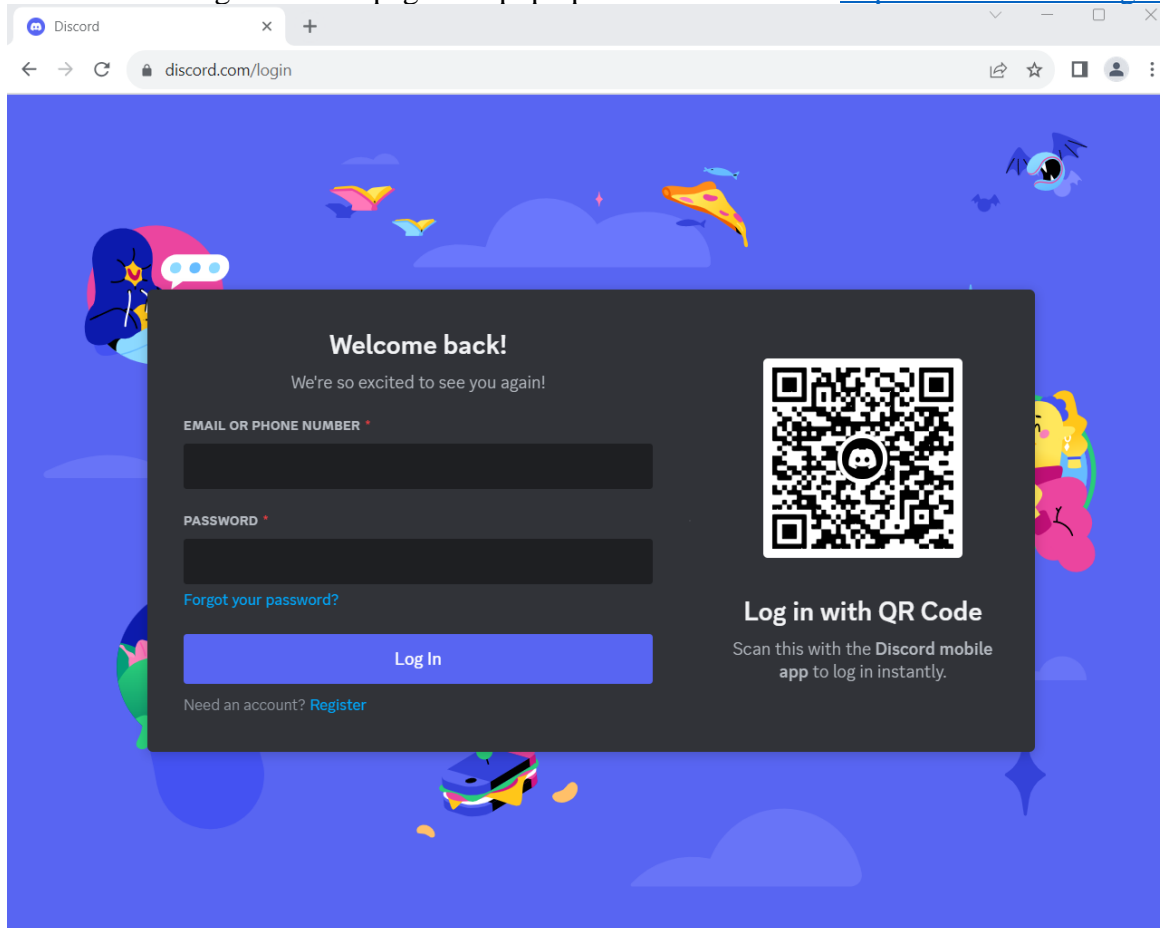 Discord
discord.com/login
Welcome back!
We're so excited to see you again!
EMAIL OR PHONE NUMBER *
PASSWORD *
Forgot your password?
Log In
Need an account? Register
Log in with QR Code
Scan this with the Discord mobile
app to log in instantly.